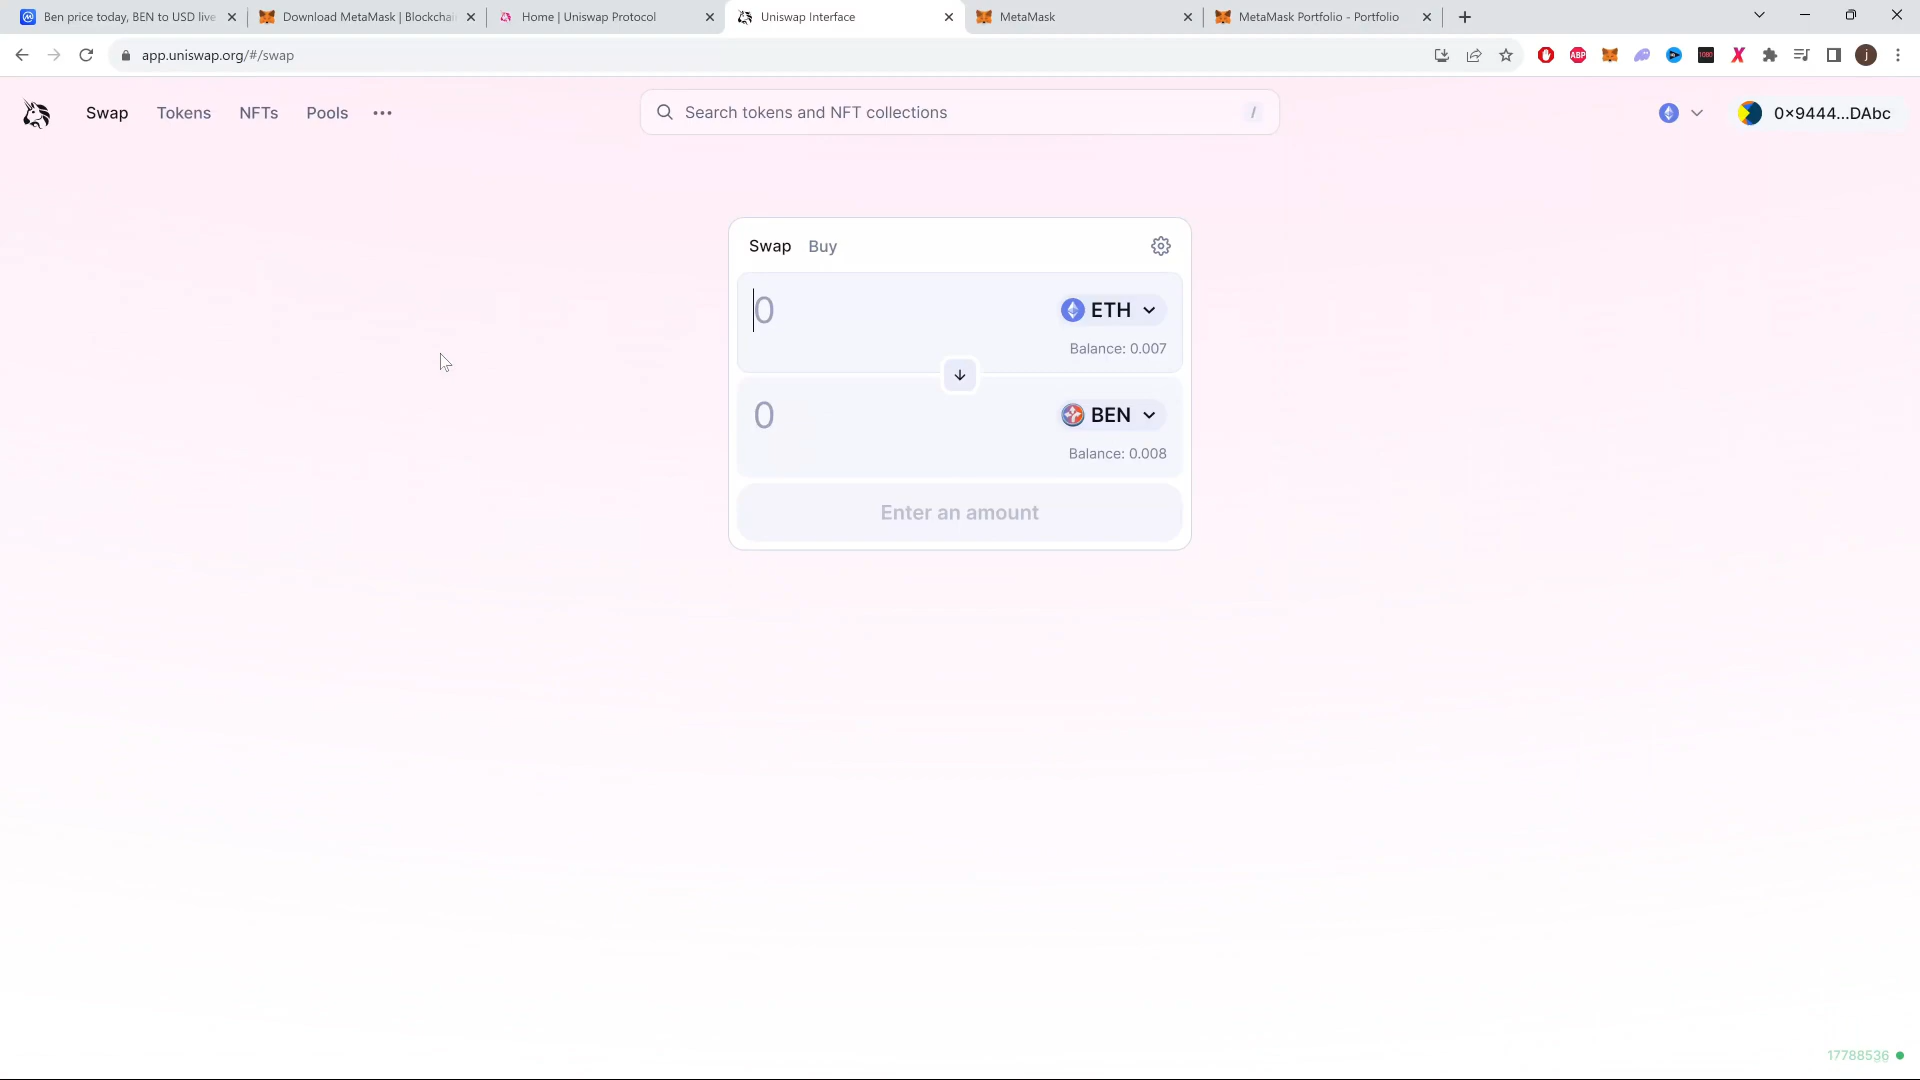 Ben price today, BEN to USD live
Download MetaMask | Blockchai
Home | Uniswap Protocol
Uniswap Interface
MetaMask
MetaMask Portfolio - Portfolio
app.uniswap.org/#/swap
ABP
1080
X
j
Swap
Tokens
NFTs
Pools
Search tokens and NFT collections
/
0×9444...DAbc
Swap Buy
0
ETH
Balance: 0.007
0
BEN
Balance: 0.008
Enter an amount
17788536